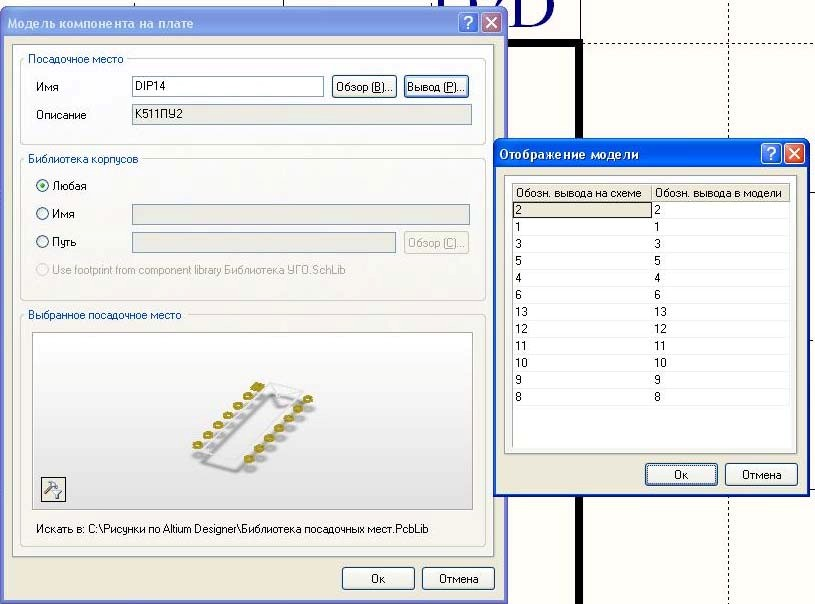 Модель компонента на плате
Посадочное место
Имя DIP14 Обзор (В)... Вывод (Р)...
Описание К511ПУ2
Библиотека корпусов
Любая
Имя
Путь Обзор (С)...
Use footprint from component library Библиотека УГО.SchLib
Выбранное посадочное место
Искать в: C:\Рисунки по Altium Designer\Библиотека посадочных мест.PcbLib
Ок Отмена
Отображение модели
Обозн. вывода на схеме Обозн. вывода в модели
2 2
1 1
3 3
5 5
4 4
6 6
13 13
12 12
11 11
10 10
9 9
8 8
Ок Отмена